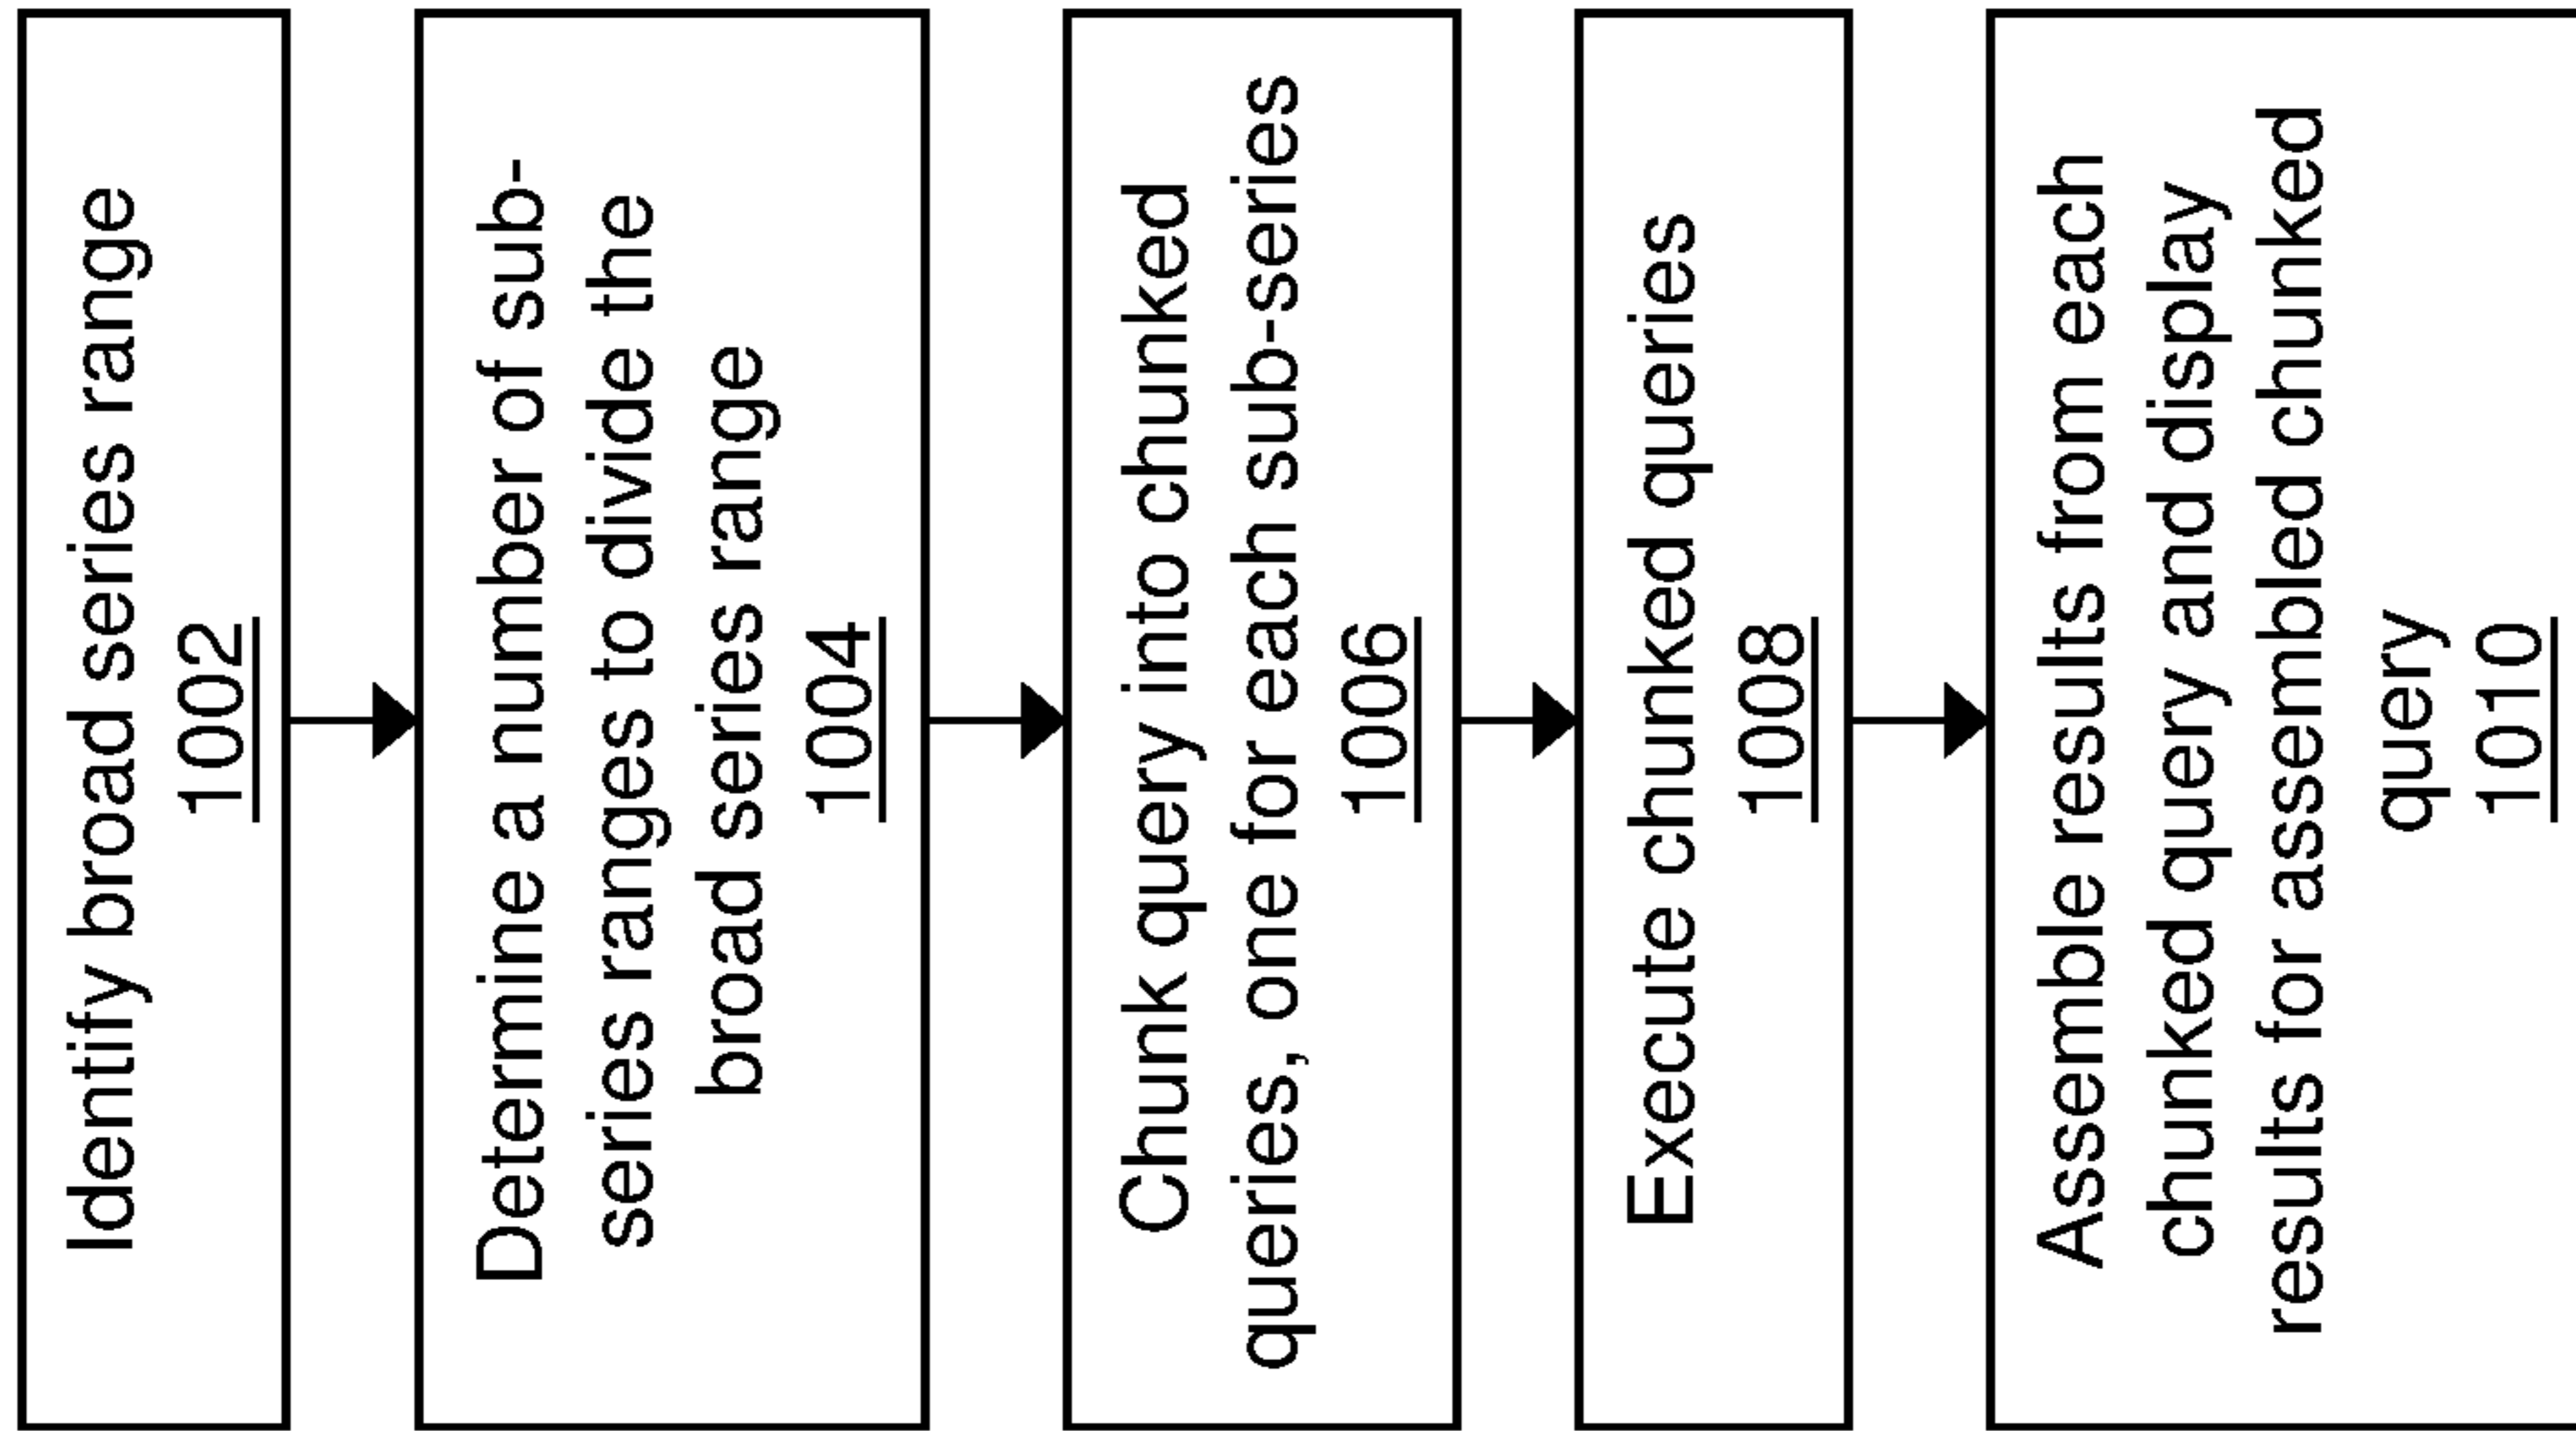 Identify broad series range
1002
Determine a number of sub-
series ranges to divide the
broad series range
1004
Chunk query into chunked
queries, one for each sub-series
1006
Execute chunked queries
1008
Assemble results from each
chunked query and display
results for assembled chunked
query
1010